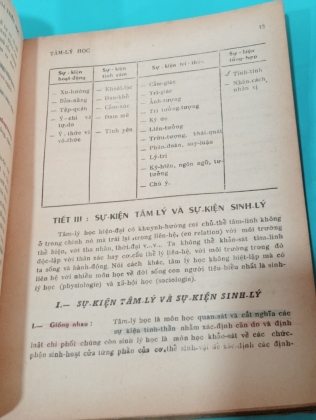 TÂM-LÝ HỌC
15
Sự-kiện hoạt động
Sự-kiện tình cảm
Sự kiện
Sự-kiện tổng-hợp
— Xu-hướng
— Bản-năng
— Tập-quán
— Ý-chí và tự-do
— Ý-thức và vô-thức
— Khoái-lạc
— Đau-khổ
— Cảm-xúc
— Đam mê
— Tình yêu
— Cảm-giác
— Tri-giác
— Ảnh-tượng
— Trí tưởng-tượng
— Ký ức
— Liên-tưởng
— Trừu-tượng, khái-quát
— Phán-đoán, suy-luận
— Lý-trí
— Ký-hiệu, ngôn ngữ, tư-tưởng
— Chú ý.
— Tính-tình
— Nhân-cách, nhân vị
TIẾT III : SỰ-KIỆN TÂM-LÝ VÀ SỰ-KIỆN SINH-LÝ
Tâm-lý học hiện-đại có khuynh-hướng coi chủ-thể tâm-linh không
ở trong chính nó mà trái lại trong liên-hệ, (en relation) với môi trường
thể hiện, với tha nhân, thời-đại v.v... Ta không thể khảo-sát tâm-linh
độc lập với thân xác hay cơ-cấu thể lý liên-hệ, với môi trường trong đó
ta sống và hành-động. Nói cách khác, tâm lý học không biệt-lập mà có
liên hệ với nhiều môn học về đời sống con người tiêu biểu nhất là sinh-
lý học (physiologie) và xã-hội học (sociologie).
I.— SỰ-KIỆN TÂM-LÝ VÀ SỰ-KIỆN SINH-LÝ
1.— Giống nhau : Tâm-lý học là môn học quan-sát và cắt nghĩa các
sự kiện tinh-thần nhằm xác-định căn do và định
luật chi phối chúng còn sinh lý học là môn học khảo-sát về các chức-
phận sinh-hoạt của từng phần của cơ thể sinh-vật để xác định các định-